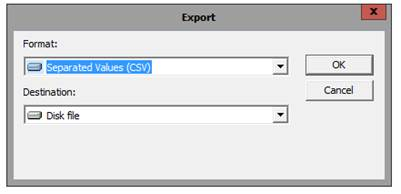 Export
x
Format:
Separated Values (CSV)
OK
Cancel
Destination:
Disk file